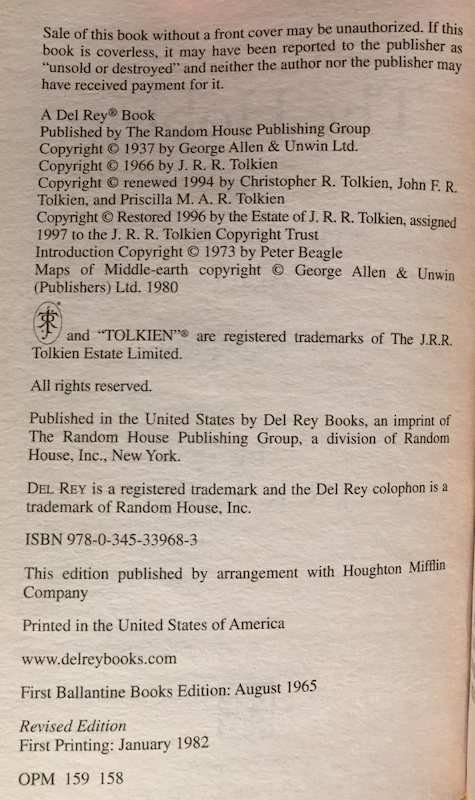 Sale of this book without a front cover may be unauthorized. If this
book is coverless, it may have been reported to the publisher as
“unsold or destroyed” and neither the author nor the publisher may
have received payment for it.
A Del Rey® Book
Published by The Random House Publishing Group
Copyright © 1937 by George Allen & Unwin Ltd.
Copyright © 1966 by J. R. R. Tolkien
Copyright © renewed 1994 by Christopher R. Tolkien, John F. R.
Tolkien, and Priscilla M. A. R. Tolkien
Copyright © Restored 1996 by the Estate of J. R. R. Tolkien, assigned
1997 to the J. R. R. Tolkien Copyright Trust
Introduction Copyright © 1973 by Peter Beagle
Maps of Middle-earth copyright © George Allen & Unwin
(Publishers) Ltd. 1980
® and “TOLKIEN”® are registered trademarks of The J.R.R.
Tolkien Estate Limited.
All rights reserved.
Published in the United States by Del Rey Books, an imprint of
The Random House Publishing Group, a division of Random
House, Inc., New York.
DEL REY is a registered trademark and the Del Rey colophon is a
trademark of Random House, Inc.
ISBN 978-0-345-33968-3
This edition published by arrangement with Houghton Mifflin
Company
Printed in the United States of America
www.delreybooks.com
First Ballantine Books Edition: August 1965
Revised Edition
First Printing: January 1982
OPM 159 158